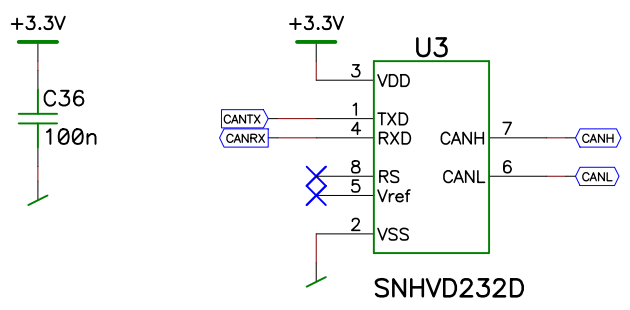 +3.3V
+3.3V
U3
3
VDD
C36
100n
CANTX
1
TXD
CANRX
4
RXD
CANH
7
CANH
8
RS
CANL
6
CANL
5
Vref
2
VSS
SNHVD232D